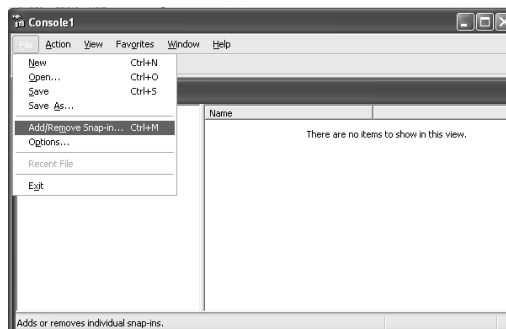 Console1
File Action View Favorites Window Help
New Ctrl+N
Open... Ctrl+O
Save Ctrl+S
Save As...
Add/Remove Snap-in... Ctrl+M
Options...
Recent File
Exit
Name
There are no items to show in this view.
Adds or removes individual snap-ins.